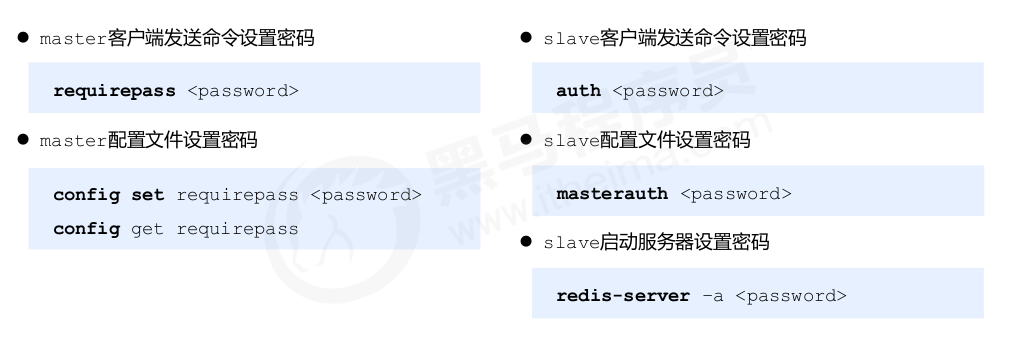 ● master客户端发送命令设置密码
requirepass <password>
● master配置文件设置密码
config set requirepass <password>
config get requirepass
● slave客户端发送命令设置密码
auth <password>
● slave配置文件设置密码
masterauth <password>
● slave启动服务器设置密码
redis-server –a <password>
黑马程序员
www.itheima.com